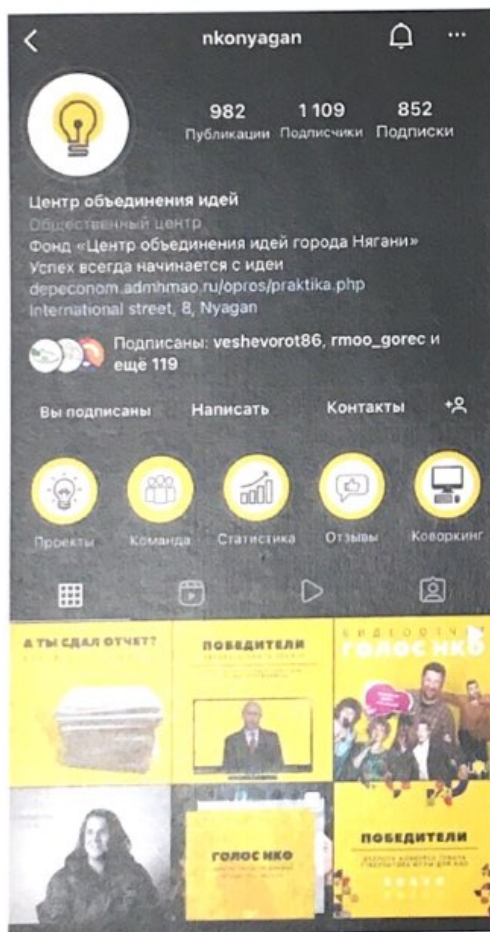 nkonyagan
982 1 109 852
Публикации Подписчики Подписки
Центр объединения идей
Общественный центр
Фонд «Центр объединения идей города Нягани»
Успех всегда начинается с идеи
depeconom.admhmao.ru/opros/praktika.php
International street, 8, Nyagan
Подписаны: veshevorot86, rmoo_gorec и
ещё 119
Вы подписаны Написать Контакты
Проекты Команда Статистика Отзывы Коворкинг
А ТЫ СДАЛ ОТЧЕТ?
ПОБЕДИТЕЛИ
ВИДЕООТЧЕТ
ГОЛОС НКО
ГОЛОС НКО
ПОБЕДИТЕЛИ